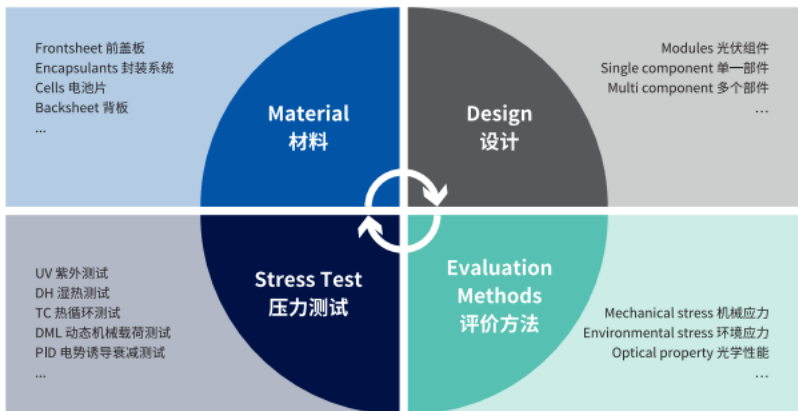 Frontsheet 前盖板
Encapsulants 封装系统
Cells 电池片
Backsheet 背板
...
Material
材料
Design
设计
Modules 光伏组件
Single component 单一部件
Multi component 多个部件
...
UV 紫外测试
DH 湿热测试
TC 热循环测试
DML 动态机械载荷测试
PID 电势诱导衰减测试
...
Stress Test
压力测试
Evaluation
Methods
评价方法
Mechanical stress 机械应力
Environmental stress 环境应力
Optical property 光学性能
...